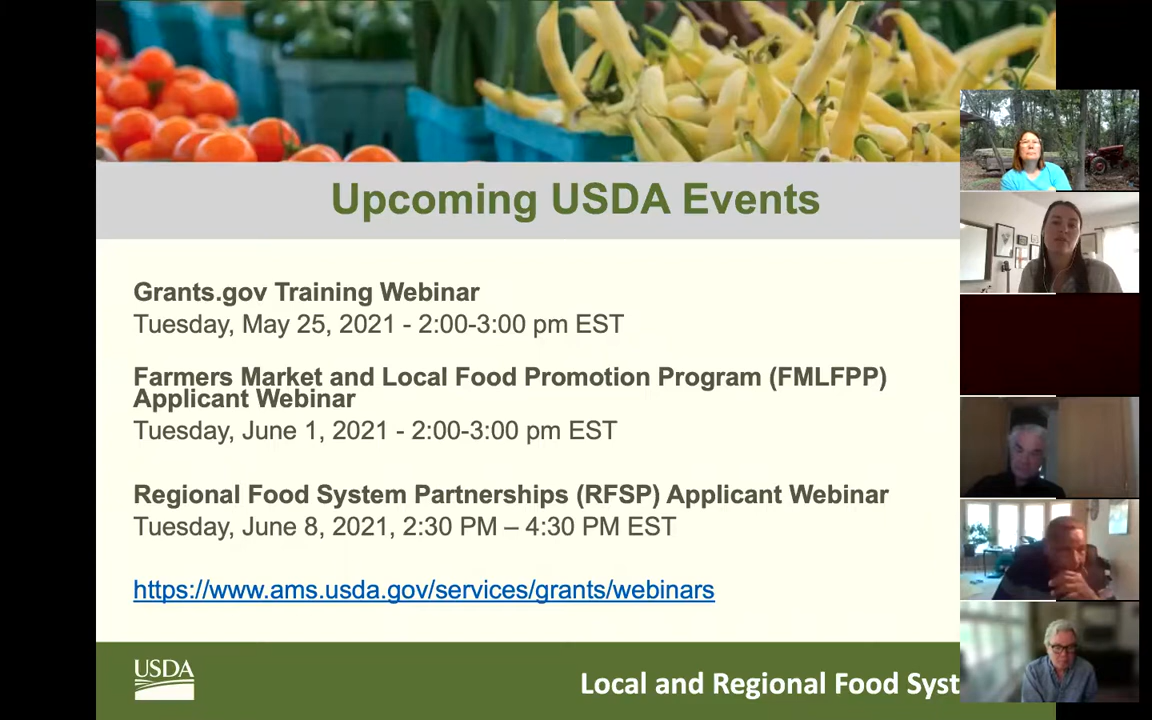 Upcoming USDA Events
Grants.gov Training Webinar
Tuesday, May 25, 2021 - 2:00-3:00 pm EST
Farmers Market and Local Food Promotion Program (FMLFPP)
Applicant Webinar
Tuesday, June 1, 2021 - 2:00-3:00 pm EST
Regional Food System Partnerships (RFSP) Applicant Webinar
Tuesday, June 8, 2021, 2:30 PM – 4:30 PM EST
https://www.ams.usda.gov/services/grants/webinars
USDA
Local and Regional Food Syst